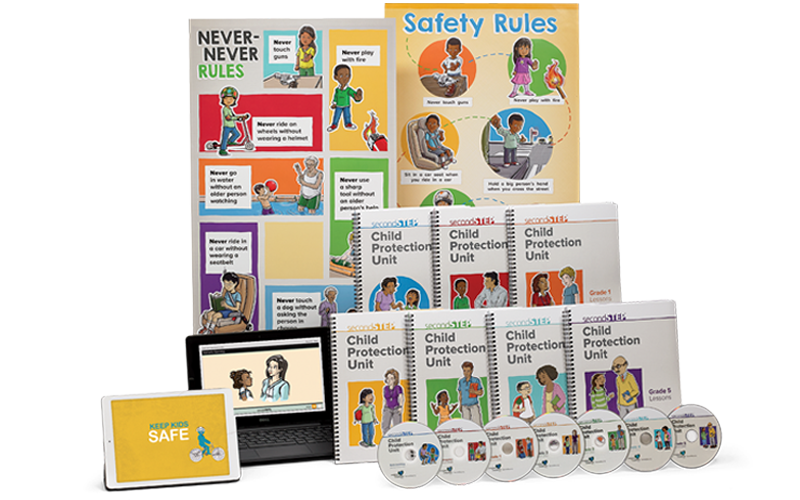 NEVER-
NEVER
RULES
Never
touch
guns
Never play
with fire
Never ride on
wheels without
wearing a helmet
Never go
in water
without an
older person
watching
Never use
a sharp
tool without
an older
person's help
Never ride in
a car without
wearing a
seatbelt
Never touch
a dog without
asking the
person in
Safety Rules
Never touch guns
Never play with fire
Sit in a car seat when
you ride in a car
Hold a big person's hand
when you cross the street
secondSTEP
Child
Protection
Unit
secondSTEP
Child
Protection
Unit
secondSTEP
Child
Protection
Unit
Grade 1
Lessons
secondSTEP
Child
Protection
Unit
secondSTEP
Child
Protection
Unit
secondSTEP
Child
Protection
Unit
secondSTEP
Child
Protection
Unit
Grade 5
Lessons
KEEP KIDS
SAFE
DELL
Child
Protection
Unit
Child
Protection
Unit
Child
Protection
Unit
Child
Protection
Unit
Child
Protection
Unit
Child
Protection
Unit
Child
Protection
Unit